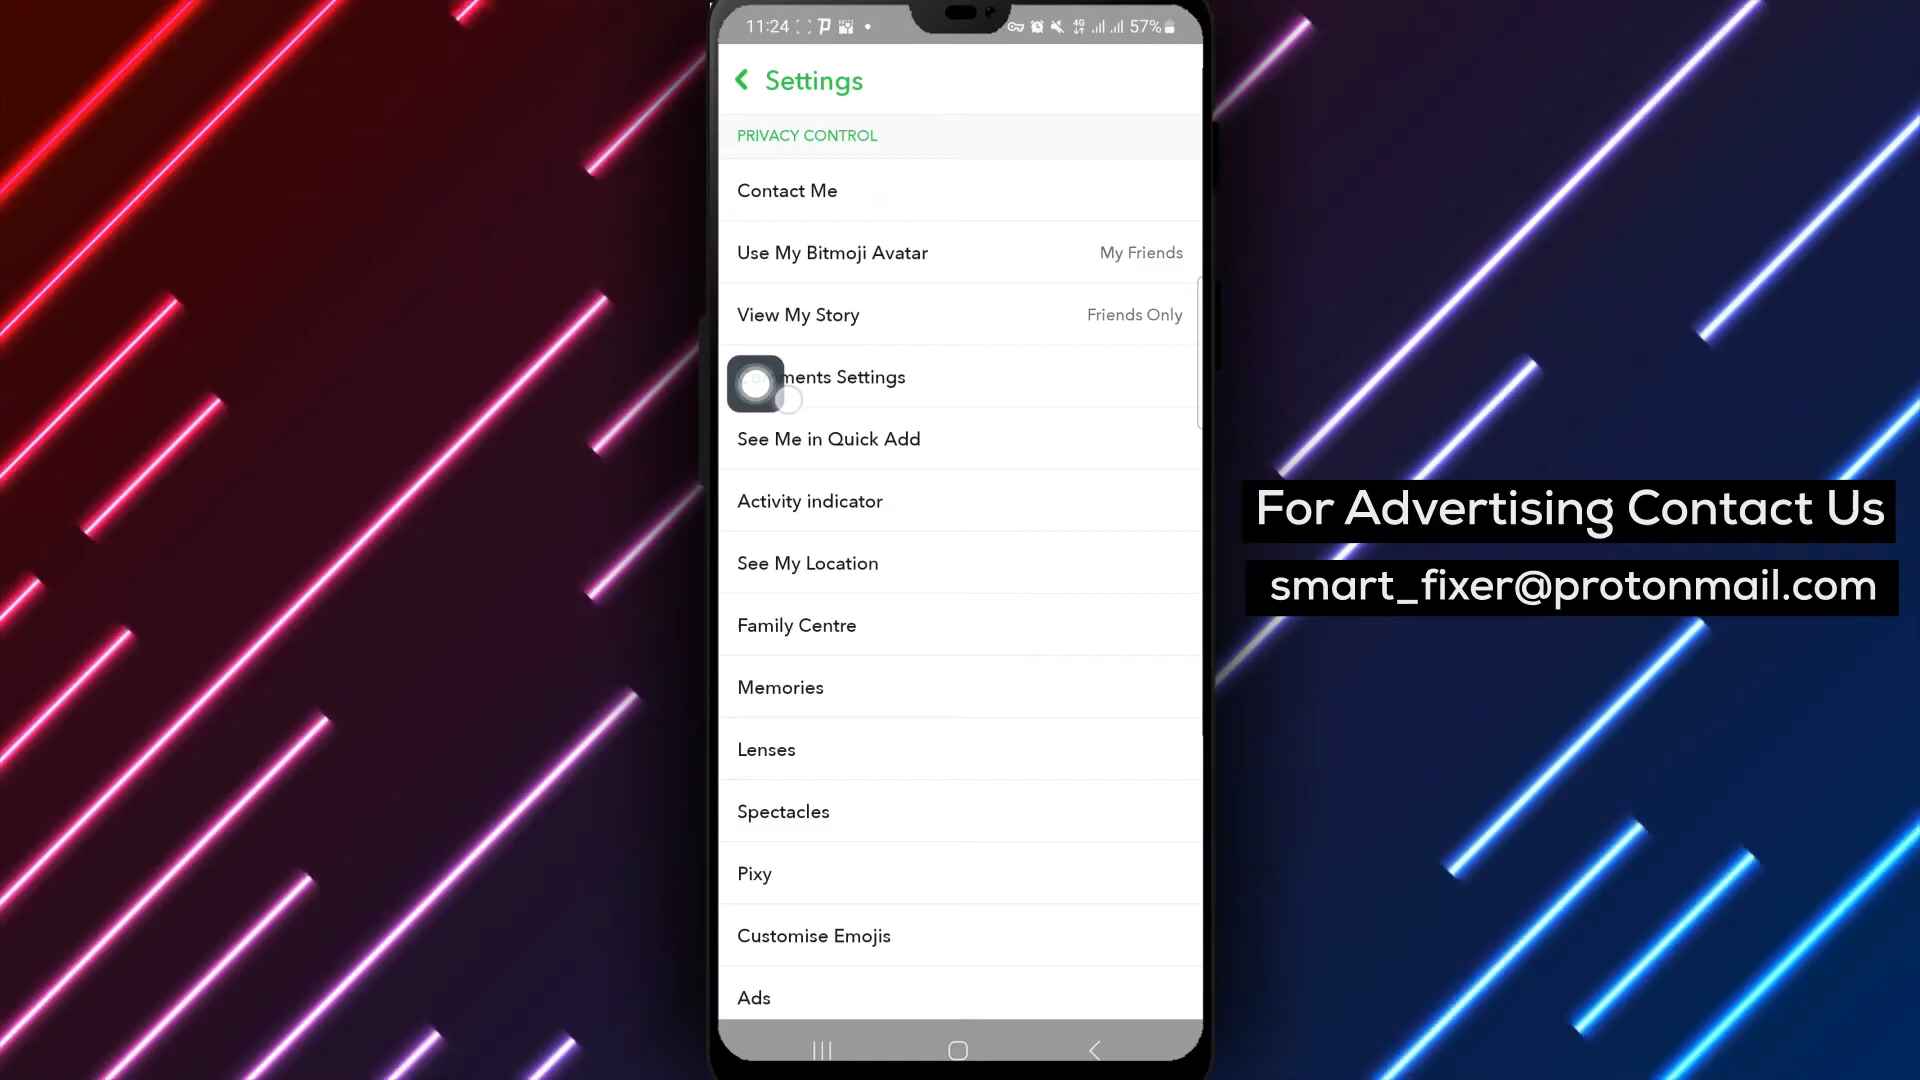 11:24
4G
57%
Settings
PRIVACY CONTROL
Contact Me
Use My Bitmoji Avatar My Friends
View My Story Friends Only
Settings
See Me in Quick Add
Activity indicator
See My Location
Family Centre
Memories
Lenses
Spectacles
Pixy
Customise Emojis
Ads
For Advertising Contact Us
smart_fixer@protonmail.com